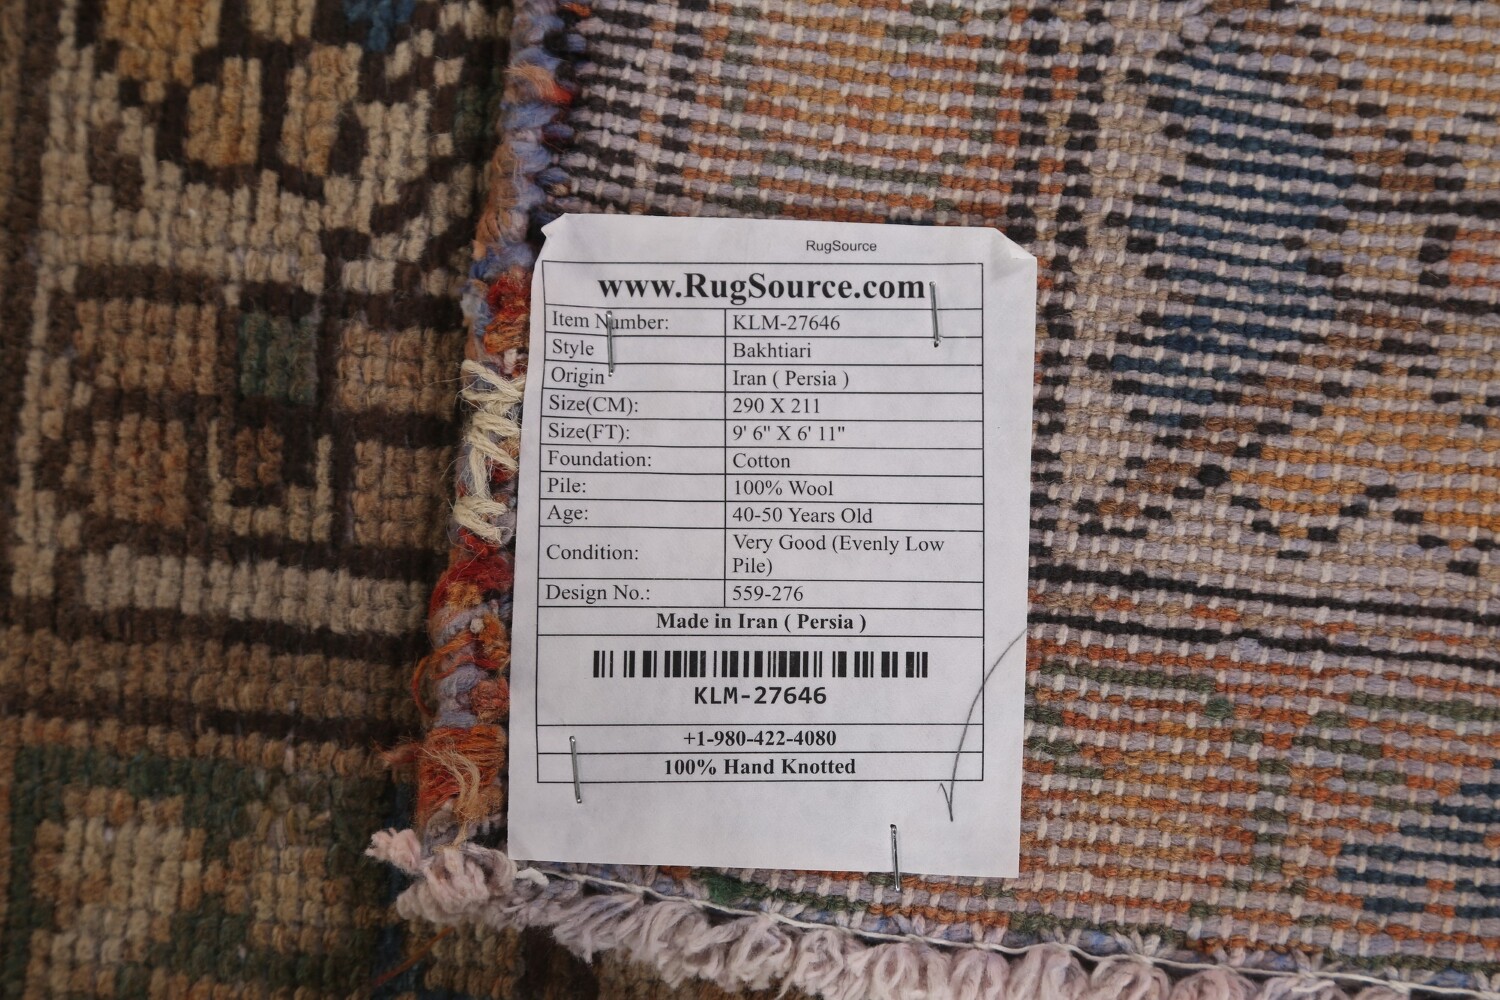 RugSource
www.RugSource.com
Item Number: KLM-27646
Style Bakhtiari
Origin Iran ( Persia )
Size(CM): 290 X 211
Size(FT): 9' 6" X 6' 11"
Foundation: Cotton
Pile: 100% Wool
Age: 40-50 Years Old
Condition: Very Good (Evenly Low
Pile)
Design No.: 559-276
Made in Iran ( Persia )
KLM-27646
+1-980-422-4080
100% Hand Knotted